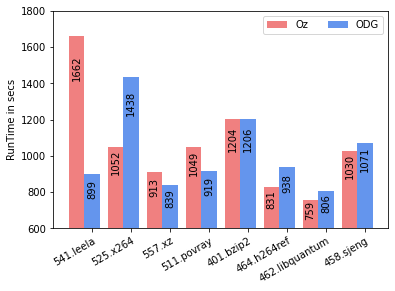 1800
1600
1400
1200
1000
800
600
RunTime in secs
Oz
ODG
1662
899
1052
1438
913
839
1049
919
1204
1206
831
938
759
806
1030
1071
541.leela
525.x264
557.xz
511.povray
401.bzip2
464.h264ref
462.libquantum
458.sjeng